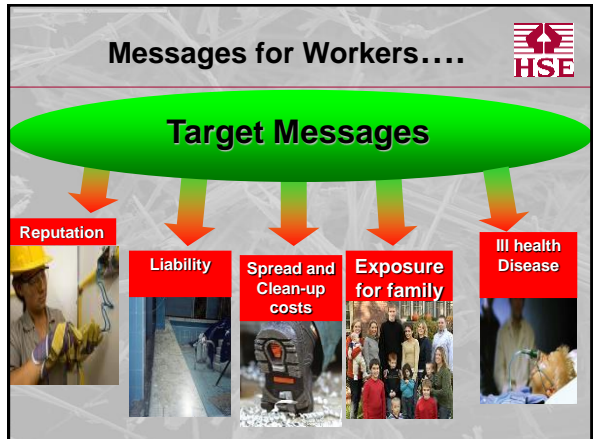 Messages for Workers....
HSE
Target Messages
Reputation
Liability
Spread and
Clean-up
costs
Exposure
for family
Ill health
Disease